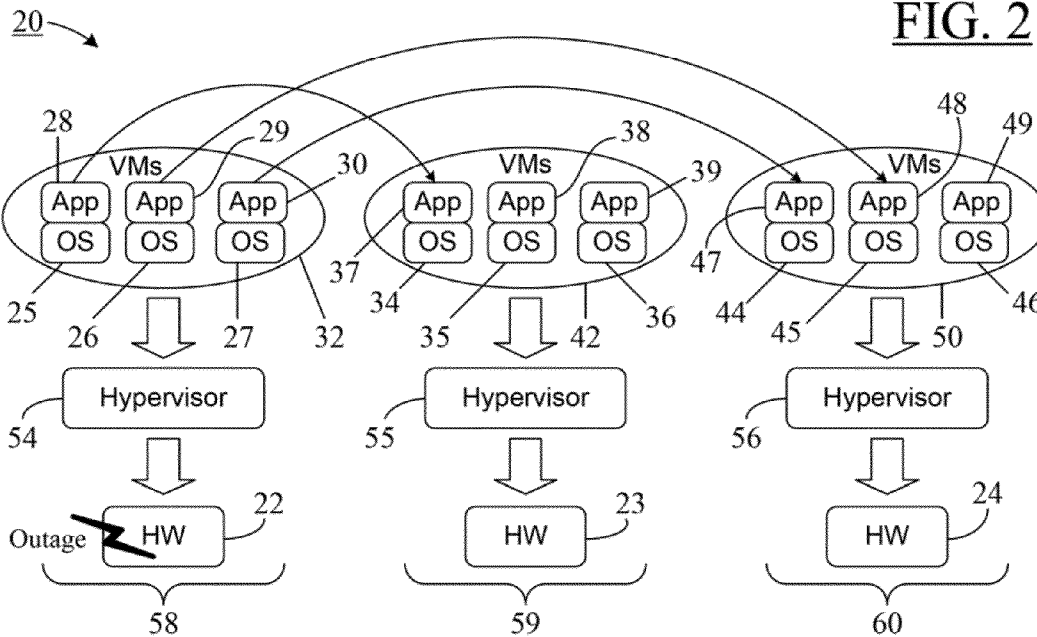 20
FIG. 2
28
29
30
38
39
48
49
VMs
VMs
VMs
App
App
App
App
App
App
App
App
App
OS
OS
OS
OS
OS
OS
OS
OS
OS
37
47
25
26
27
32
34
35
42
36
44
45
50
46
Hypervisor
Hypervisor
Hypervisor
54
55
56
Outage
HW
22
HW
23
HW
24
58
59
60